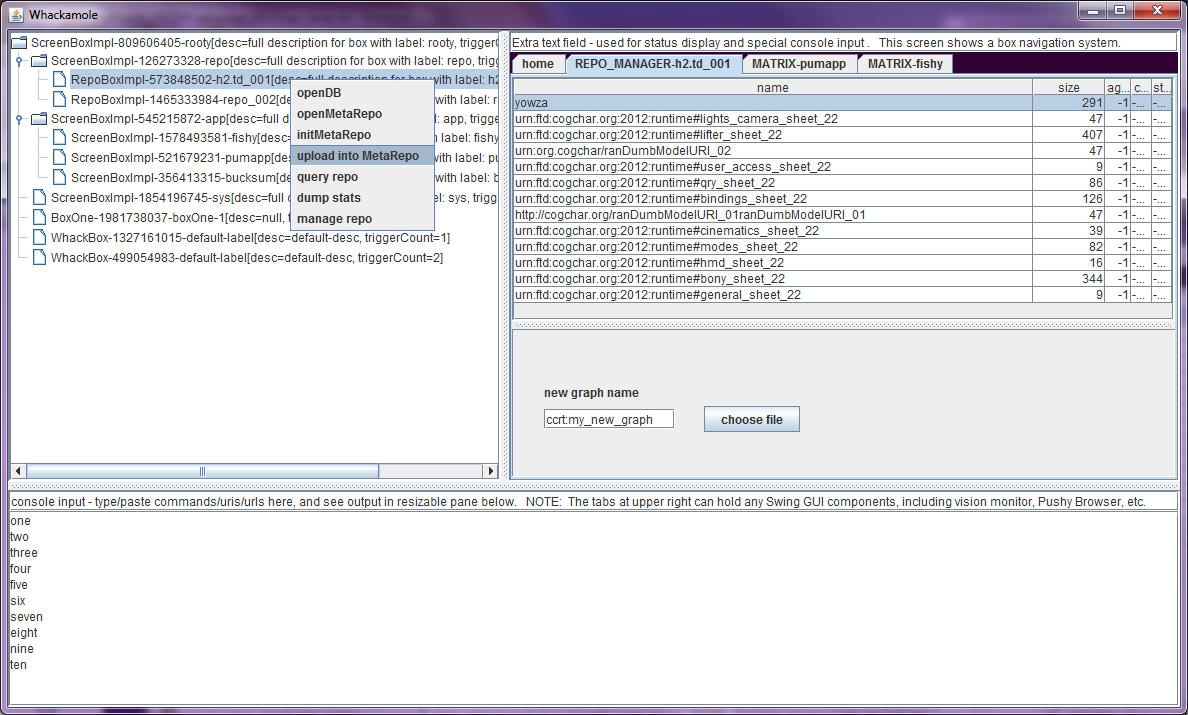 Whackamole
ScreenBoxImpl-809606405-rooty[desc=full description for box with label: rooty, trigger
ScreenBoxImpl-126273328-repo[desc=full description for box with label: repo, trigg
RepoBoxImpl-573848502-h2.td_001[desc=full description for box with label: h2
RepoBoxImpl-1465333984-repo_002[de with label: r
ScreenBoxImpl-545215872-app[desc=full d el: app, trigge
ScreenBoxImpl-1578493581-fishy[desc= with label: fishy
ScreenBoxImpl-521679231-pumapp[de with label: pu
ScreenBoxImpl-356413315-bucksum[d with label: b
ScreenBoxImpl-1854196745-sys[desc=full de el: sys, trigge
BoxOne-1981738037-boxOne-1[desc=null,
WhackBox-1327161015-default-label[desc=default-desc, triggerCount=1]
WhackBox-499054983-default-label[desc=default-desc, triggerCount=2]
openDB
openMetaRepo
initMetaRepo
upload into MetaRepo
query repo
dump stats
manage repo
Extra text field - used for status display and special console input . This screen shows a box navigation system.
home REPO_MANAGER-h2.td_001 MATRIX-pumapp MATRIX-fishy
name size ag... c... st...
yowza 291 -1 -... -...
urn:ftd:cogchar.org:2012:runtime#lights_camera_sheet_22 47 -1 -... -...
urn:ftd:cogchar.org:2012:runtime#lifter_sheet_22 407 -1 -... -...
urn:org.cogchar/ranDumbModelURI_02 47 -1 -... -...
urn:ftd:cogchar.org:2012:runtime#user_access_sheet_22 9 -1 -... -...
urn:ftd:cogchar.org:2012:runtime#qry_sheet_22 86 -1 -... -...
urn:ftd:cogchar.org:2012:runtime#bindings_sheet_22 126 -1 -... -...
http://cogchar.org/ranDumbModelURI_01ranDumbModelURI_01 47 -1 -... -...
urn:ftd:cogchar.org:2012:runtime#cinematics_sheet_22 39 -1 -... -...
urn:ftd:cogchar.org:2012:runtime#modes_sheet_22 82 -1 -... -...
urn:ftd:cogchar.org:2012:runtime#hmd_sheet_22 16 -1 -... -...
urn:ftd:cogchar.org:2012:runtime#bony_sheet_22 344 -1 -... -...
urn:ftd:cogchar.org:2012:runtime#general_sheet_22 9 -1 -... -...
new graph name
ccrt:my_new_graph choose file
console input - type/paste commands/uris/urls here, and see output in resizable pane below. NOTE: The tabs at upper right can hold any Swing GUI components, including vision monitor, Pushy Browser, etc.
one
two
three
four
five
six
seven
eight
nine
ten